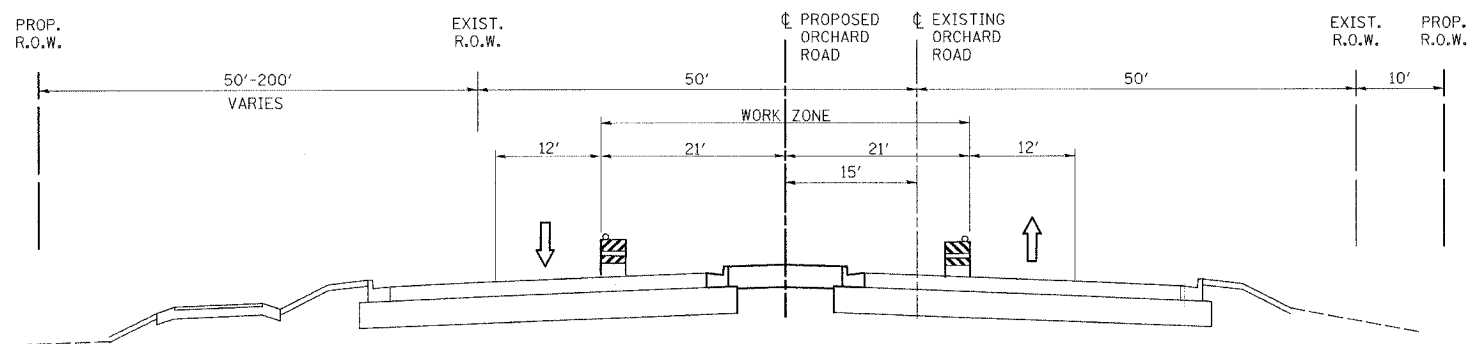 PROP.
R.O.W.
EXIST.
R.O.W.
℄ PROPOSED
ORCHARD
ROAD
℄ EXISTING
ORCHARD
ROAD
EXIST.
R.O.W.
PROP.
R.O.W.
50'-200'
VARIES
50'
50'
10'
WORK ZONE
12'
21'
21'
12'
15'